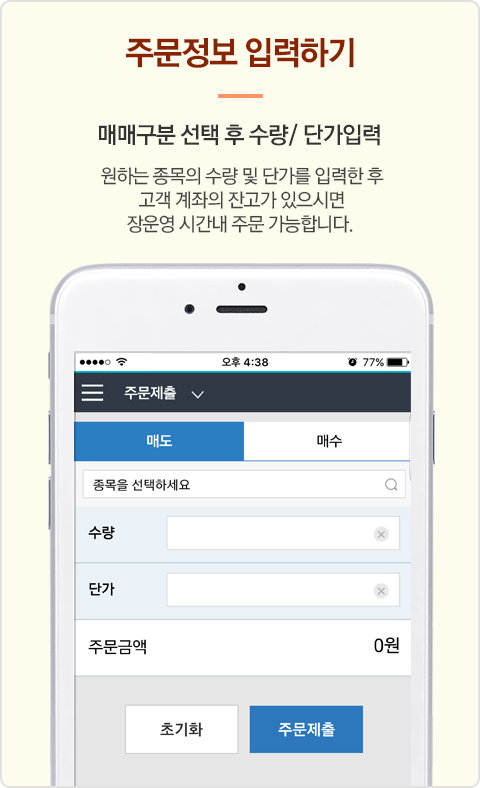 주문정보 입력하기
매매구분 선택 후 수량/ 단가입력
원하는 종목의 수량 및 단가를 입력한 후
고객 계좌의 잔고가 있으시면
장운영 시간내 주문 가능합니다.
오후 4:38 77%
주문제출
매도 매수
종목을 선택하세요
수량
단가
주문금액 0원
초기화 주문제출